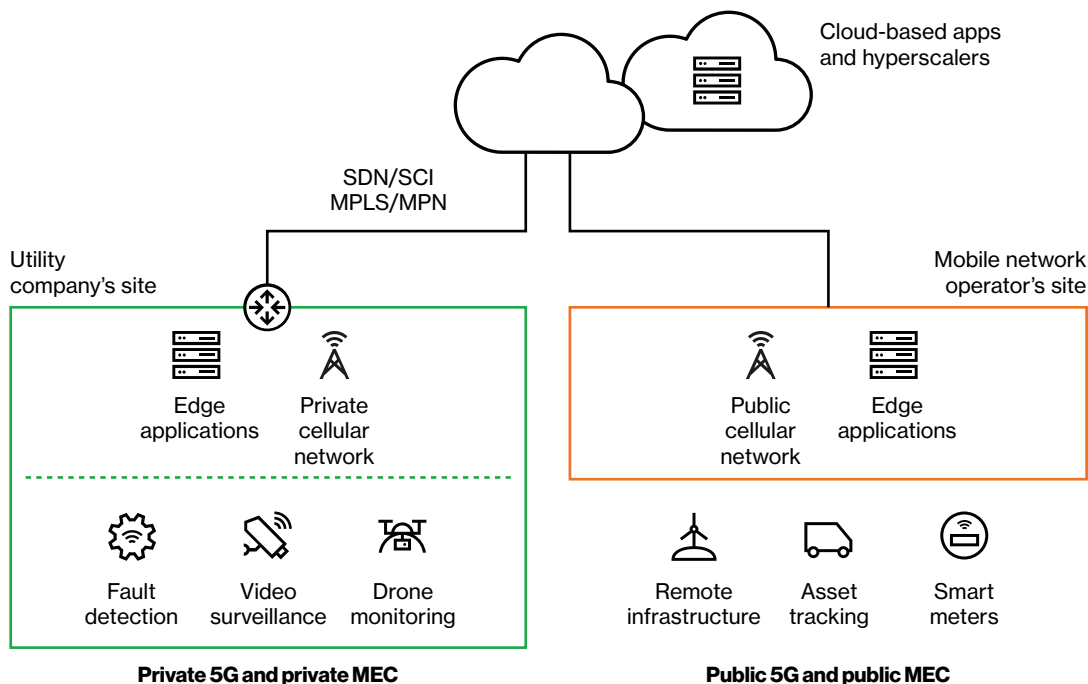 Cloud-based apps
and hyperscalers
SDN/SCI
MPLS/MPN
Utility
company’s site
Mobile network
operator’s site
Edge
applications
Private
cellular
network
Public
cellular
network
Edge
applications
Fault
detection
Video
surveillance
Drone
monitoring
Remote
infrastructure
Asset
tracking
Smart
meters
Private 5G and private MEC
Public 5G and public MEC